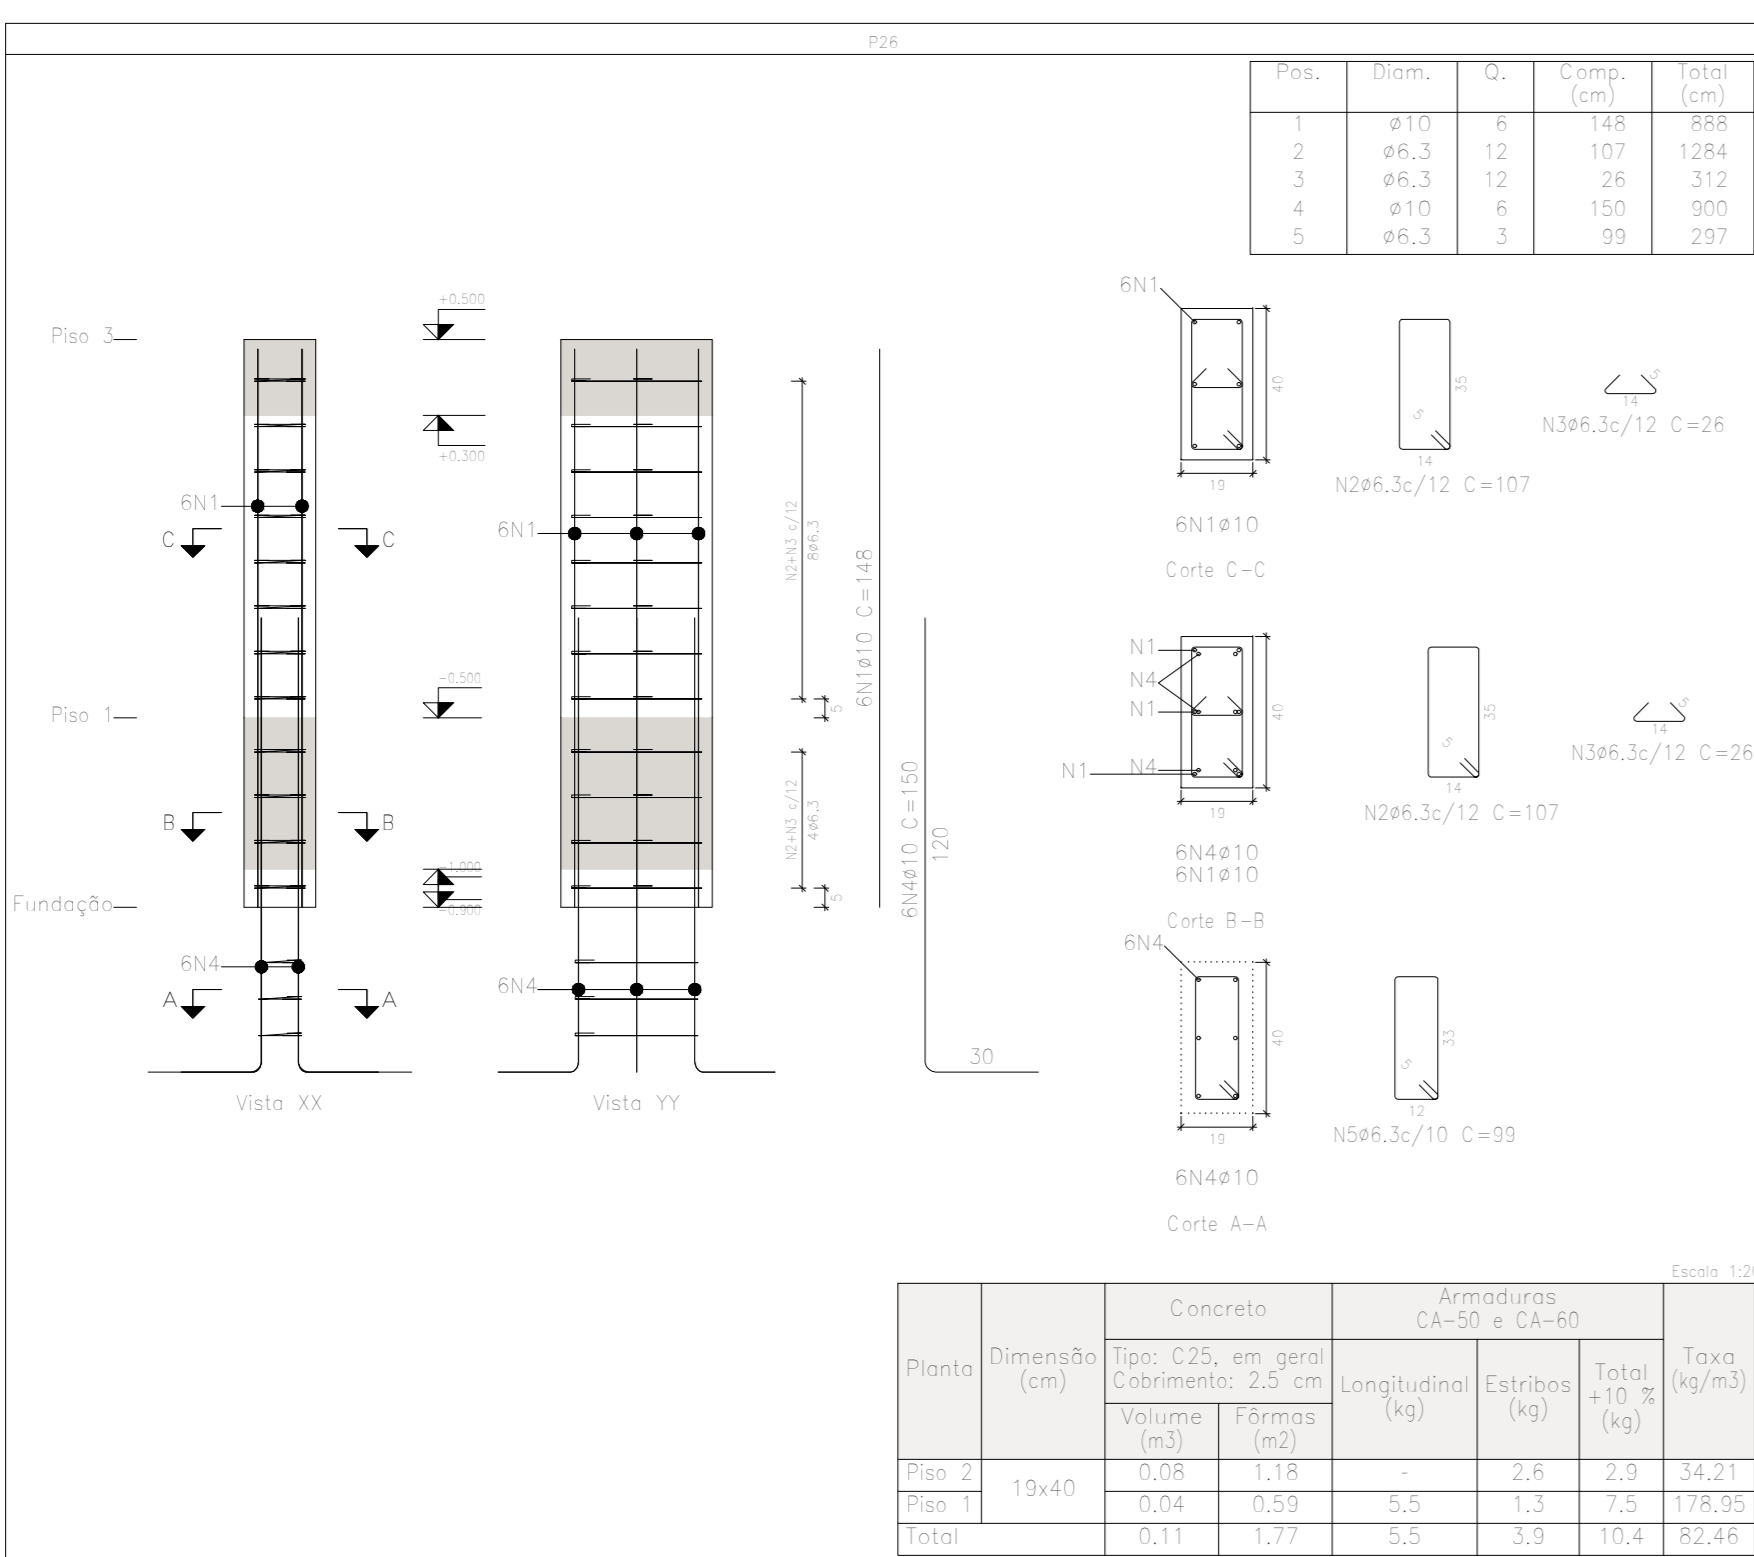 P26
Pos. Diam. Q. Comp. (cm) Total (cm)
1 ø10 6 148 888
2 ø6.3 12 107 1284
3 ø6.3 12 26 312
4 ø10 6 150 900
5 ø6.3 3 99 297
Piso 3
+0.500
+0.300
6N1
C C
6N1
-0.500
Piso 1
B B
-1.000
-0.900
Fundação
6N4
A A
6N4
Vista XX
Vista YY
N2+N3 c/12
8ø6.3
5
N2+N3 c/12
4ø6.3
5
6N1ø10 C=148
6N4ø10 C=150
120
30
6N1
40
19
6N1ø10
Corte C-C
35
5
14
N2ø6.3c/12 C=107
5
14
N3ø6.3c/12 C=26
N1
N4
N1
N1
N4
40
19
6N4ø10
6N1ø10
Corte B-B
35
5
14
N2ø6.3c/12 C=107
5
14
N3ø6.3c/12 C=26
6N4
40
19
6N4ø10
Corte A-A
33
5
12
N5ø6.3c/10 C=99
Planta
Dimensão
(cm)
Concreto
Tipo: C25, em geral
Cobrimento: 2.5 cm
Volume
(m3)
Fôrmas
(m2)
Armaduras
CA-50 e CA-60
Longitudinal
(kg)
Estribos
(kg)
Total
+10 %
(kg)
Taxa
(kg/m3)
Piso 2 19x40 0.08 1.18 - 2.6 2.9 34.21
Piso 1 0.04 0.59 5.5 1.3 7.5 178.95
Total 0.11 1.77 5.5 3.9 10.4 82.46